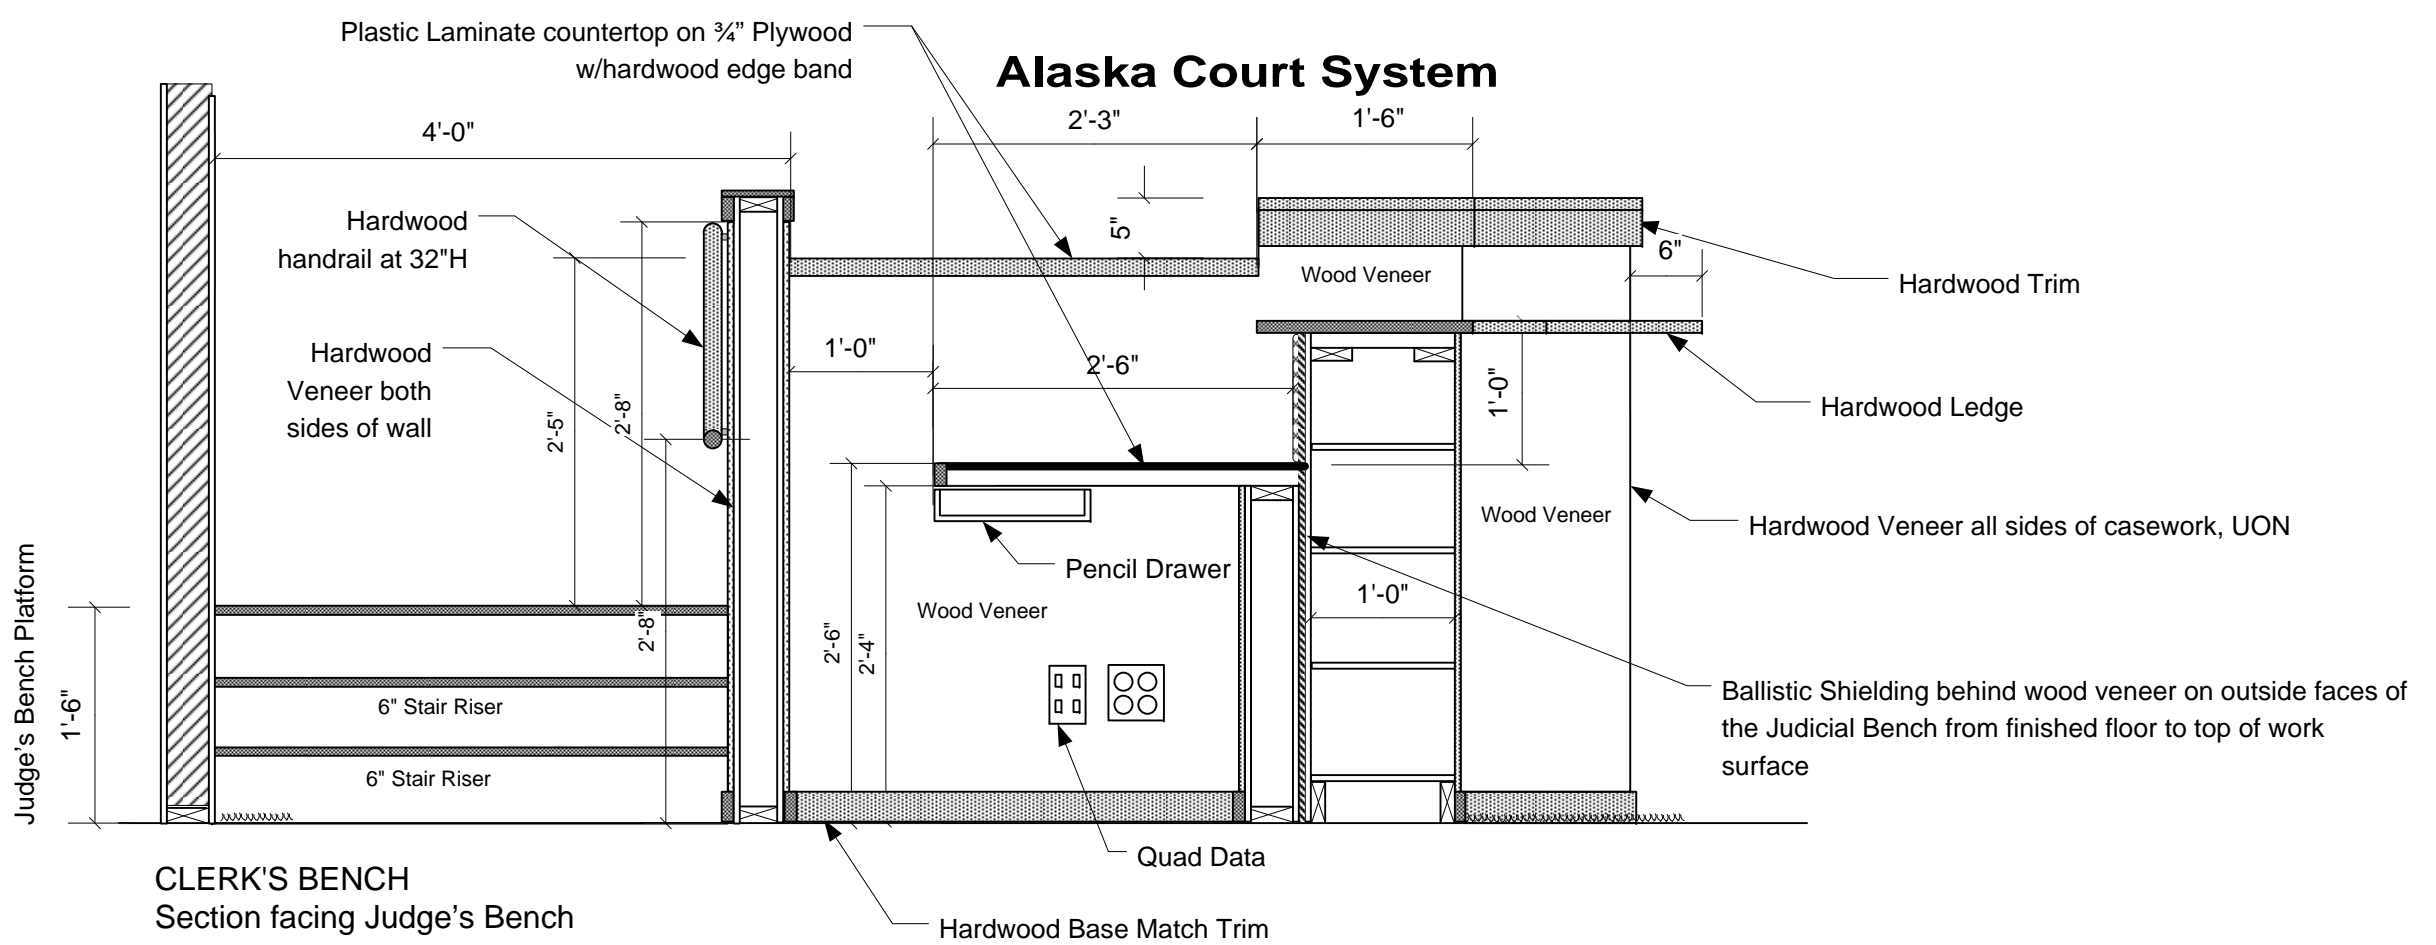 Plastic Laminate countertop on ¾” Plywood
w/hardwood edge band
Alaska Court System
4'-0"
2'-3"
1'-6"
Hardwood
handrail at 32"H
5"
6"
Wood Veneer
Hardwood Trim
Hardwood
Veneer both
sides of wall
2'-5"
2'-8"
1'-0"
2'-6"
1'-0"
Hardwood Ledge
Wood Veneer
Hardwood Veneer all sides of casework, UON
Pencil Drawer
Wood Veneer
1'-0"
2'-8"
2'-6"
2'-4"
Judge’s Bench Platform
1'-6"
6" Stair Riser
6" Stair Riser
Ballistic Shielding behind wood veneer on outside faces of
the Judicial Bench from finished floor to top of work
surface
Quad Data
CLERK'S BENCH
Section facing Judge’s Bench
Hardwood Base Match Trim